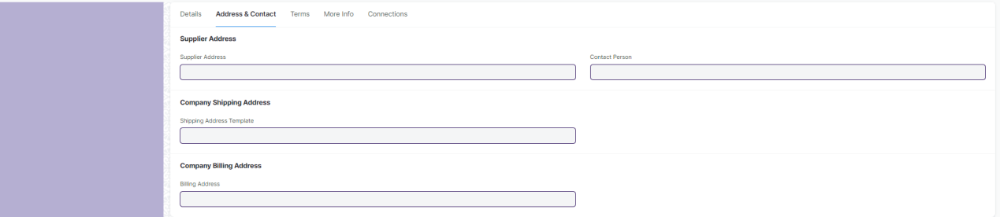 Details Address & Contact Terms More Info Connections
Supplier Address
Supplier Address Contact Person
Company Shipping Address
Shipping Address Template
Company Billing Address
Billing Address